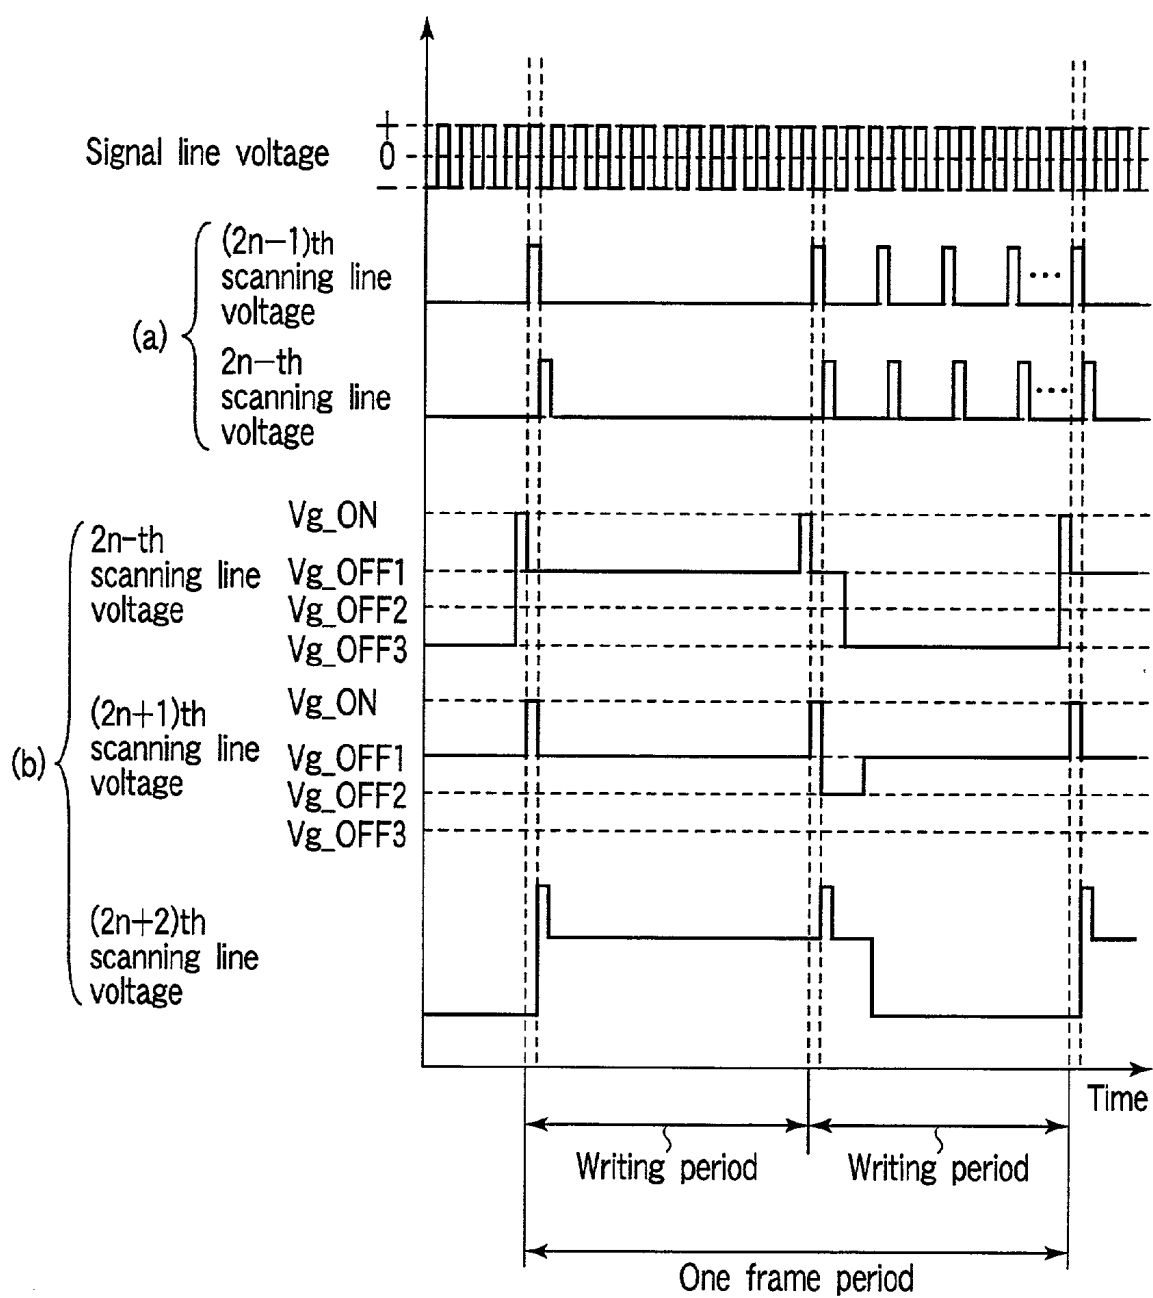 Signal line voltage
+
0
−
(a)
(2n−1)th
scanning line
voltage
2n−th
scanning line
voltage
(b)
2n-th
scanning line
voltage
Vg_ON
Vg_OFF1
Vg_OFF2
Vg_OFF3
(2n+1)th
scanning line
voltage
Vg_ON
Vg_OFF1
Vg_OFF2
Vg_OFF3
(2n+2)th
scanning line
voltage
Time
Writing period
Writing period
One frame period